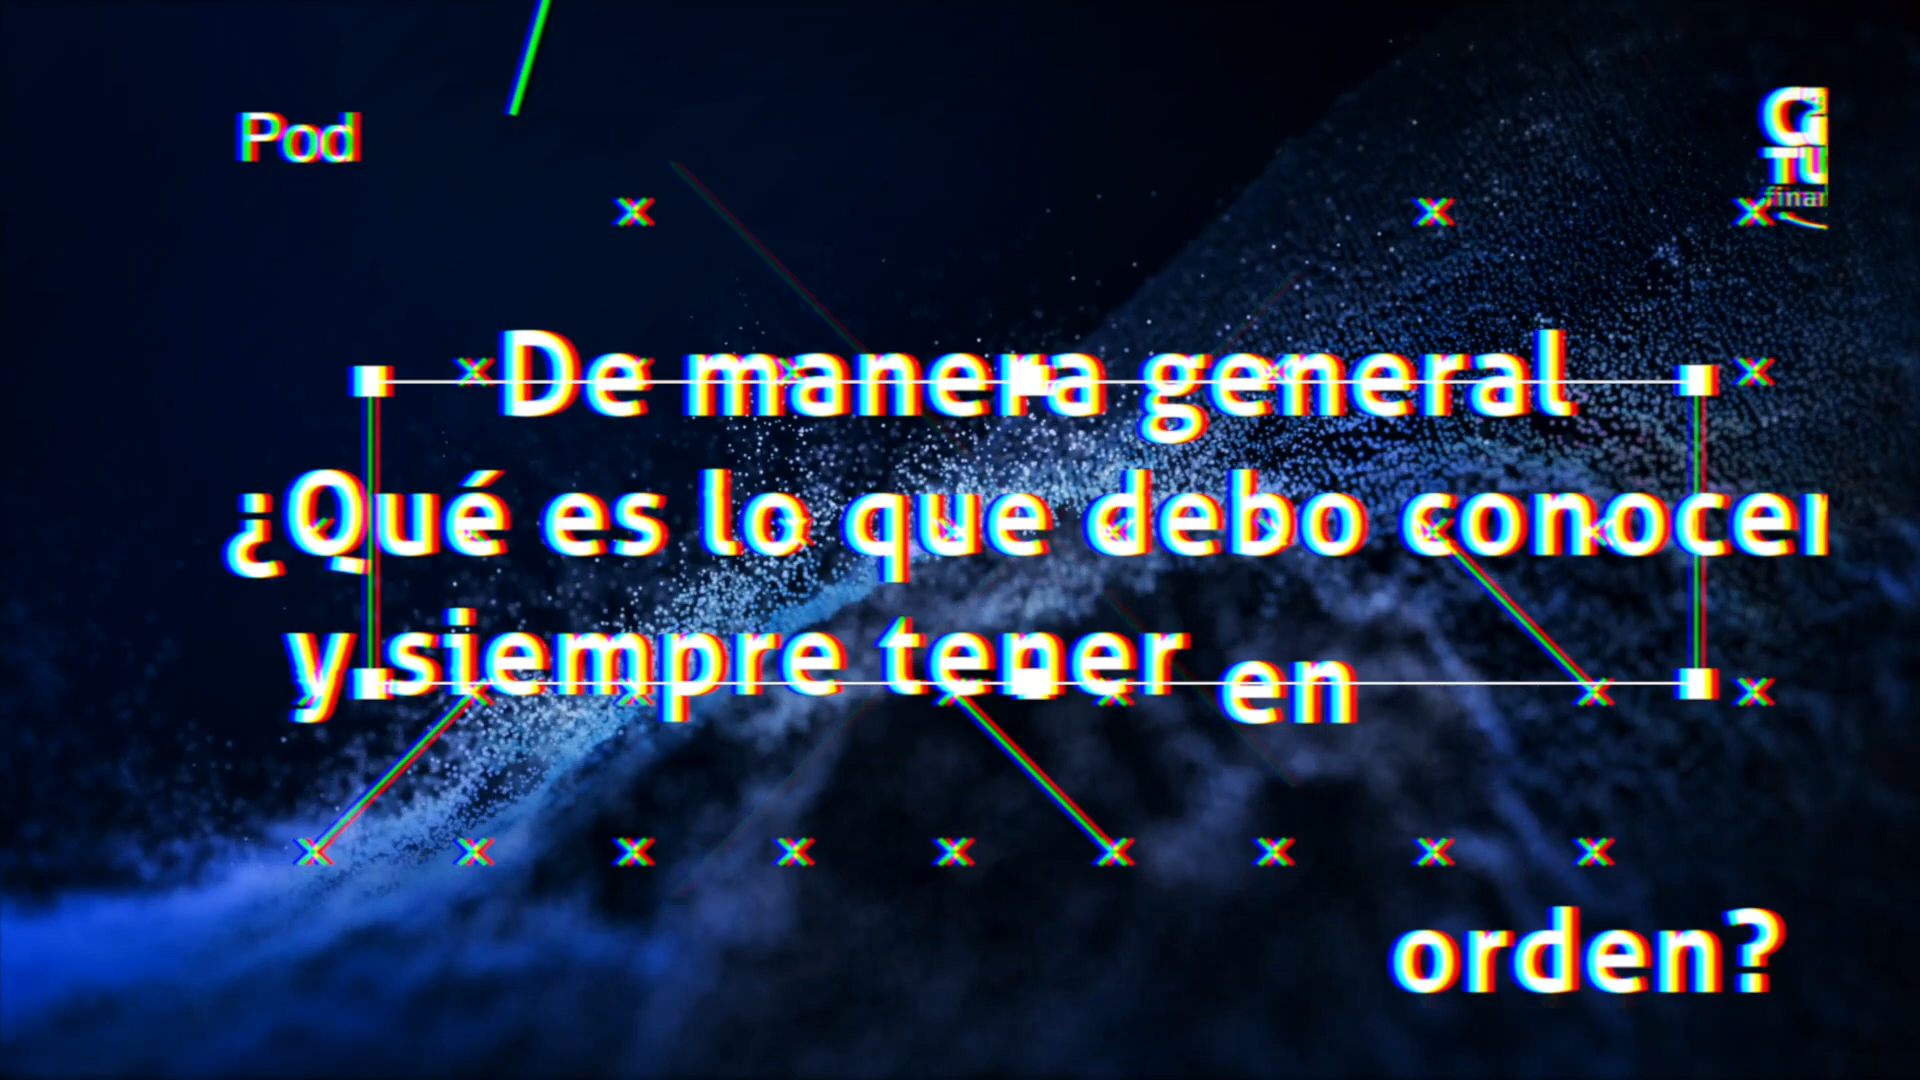 Pod
De manera general
¿Qué es lo que debo conocer
y siempre tener en
orden?